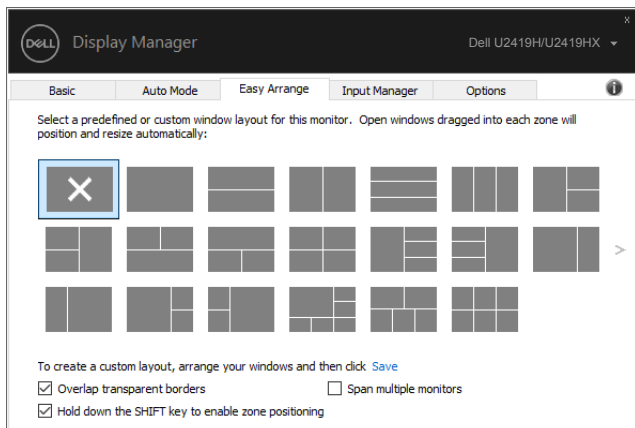 x
DELL Display Manager Dell U2419H/U2419HX
Basic Auto Mode Easy Arrange Input Manager Options i
Select a predefined or custom window layout for this monitor. Open windows dragged into each zone will
position and resize automatically:
>
To create a custom layout, arrange your windows and then click Save
Overlap transparent borders Span multiple monitors
Hold down the SHIFT key to enable zone positioning